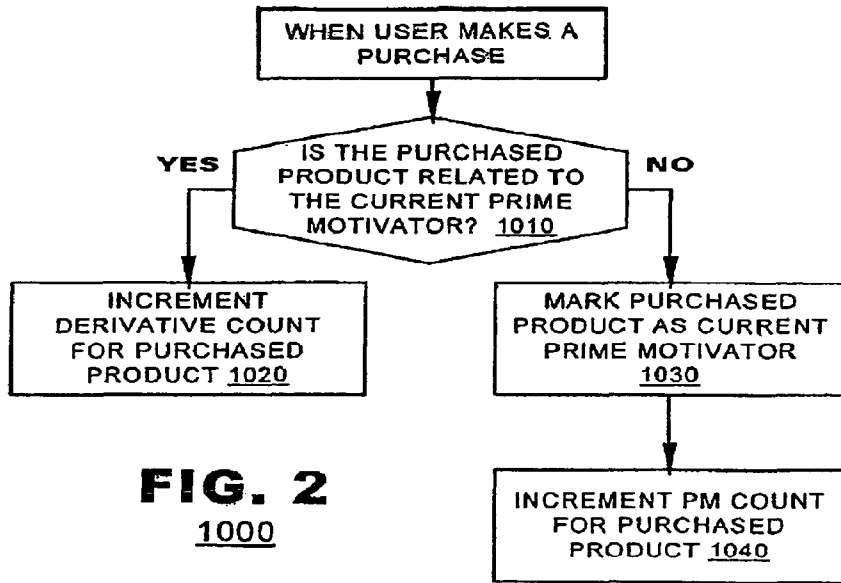 WHEN USER MAKES A
PURCHASE
YES
IS THE PURCHASED
PRODUCT RELATED TO
THE CURRENT PRIME
MOTIVATOR? 1010
NO
INCREMENT
DERIVATIVE COUNT
FOR PURCHASED
PRODUCT 1020
MARK PURCHASED
PRODUCT AS CURRENT
PRIME MOTIVATOR
1030
INCREMENT PM COUNT
FOR PURCHASED
PRODUCT 1040
FIG. 2
1000